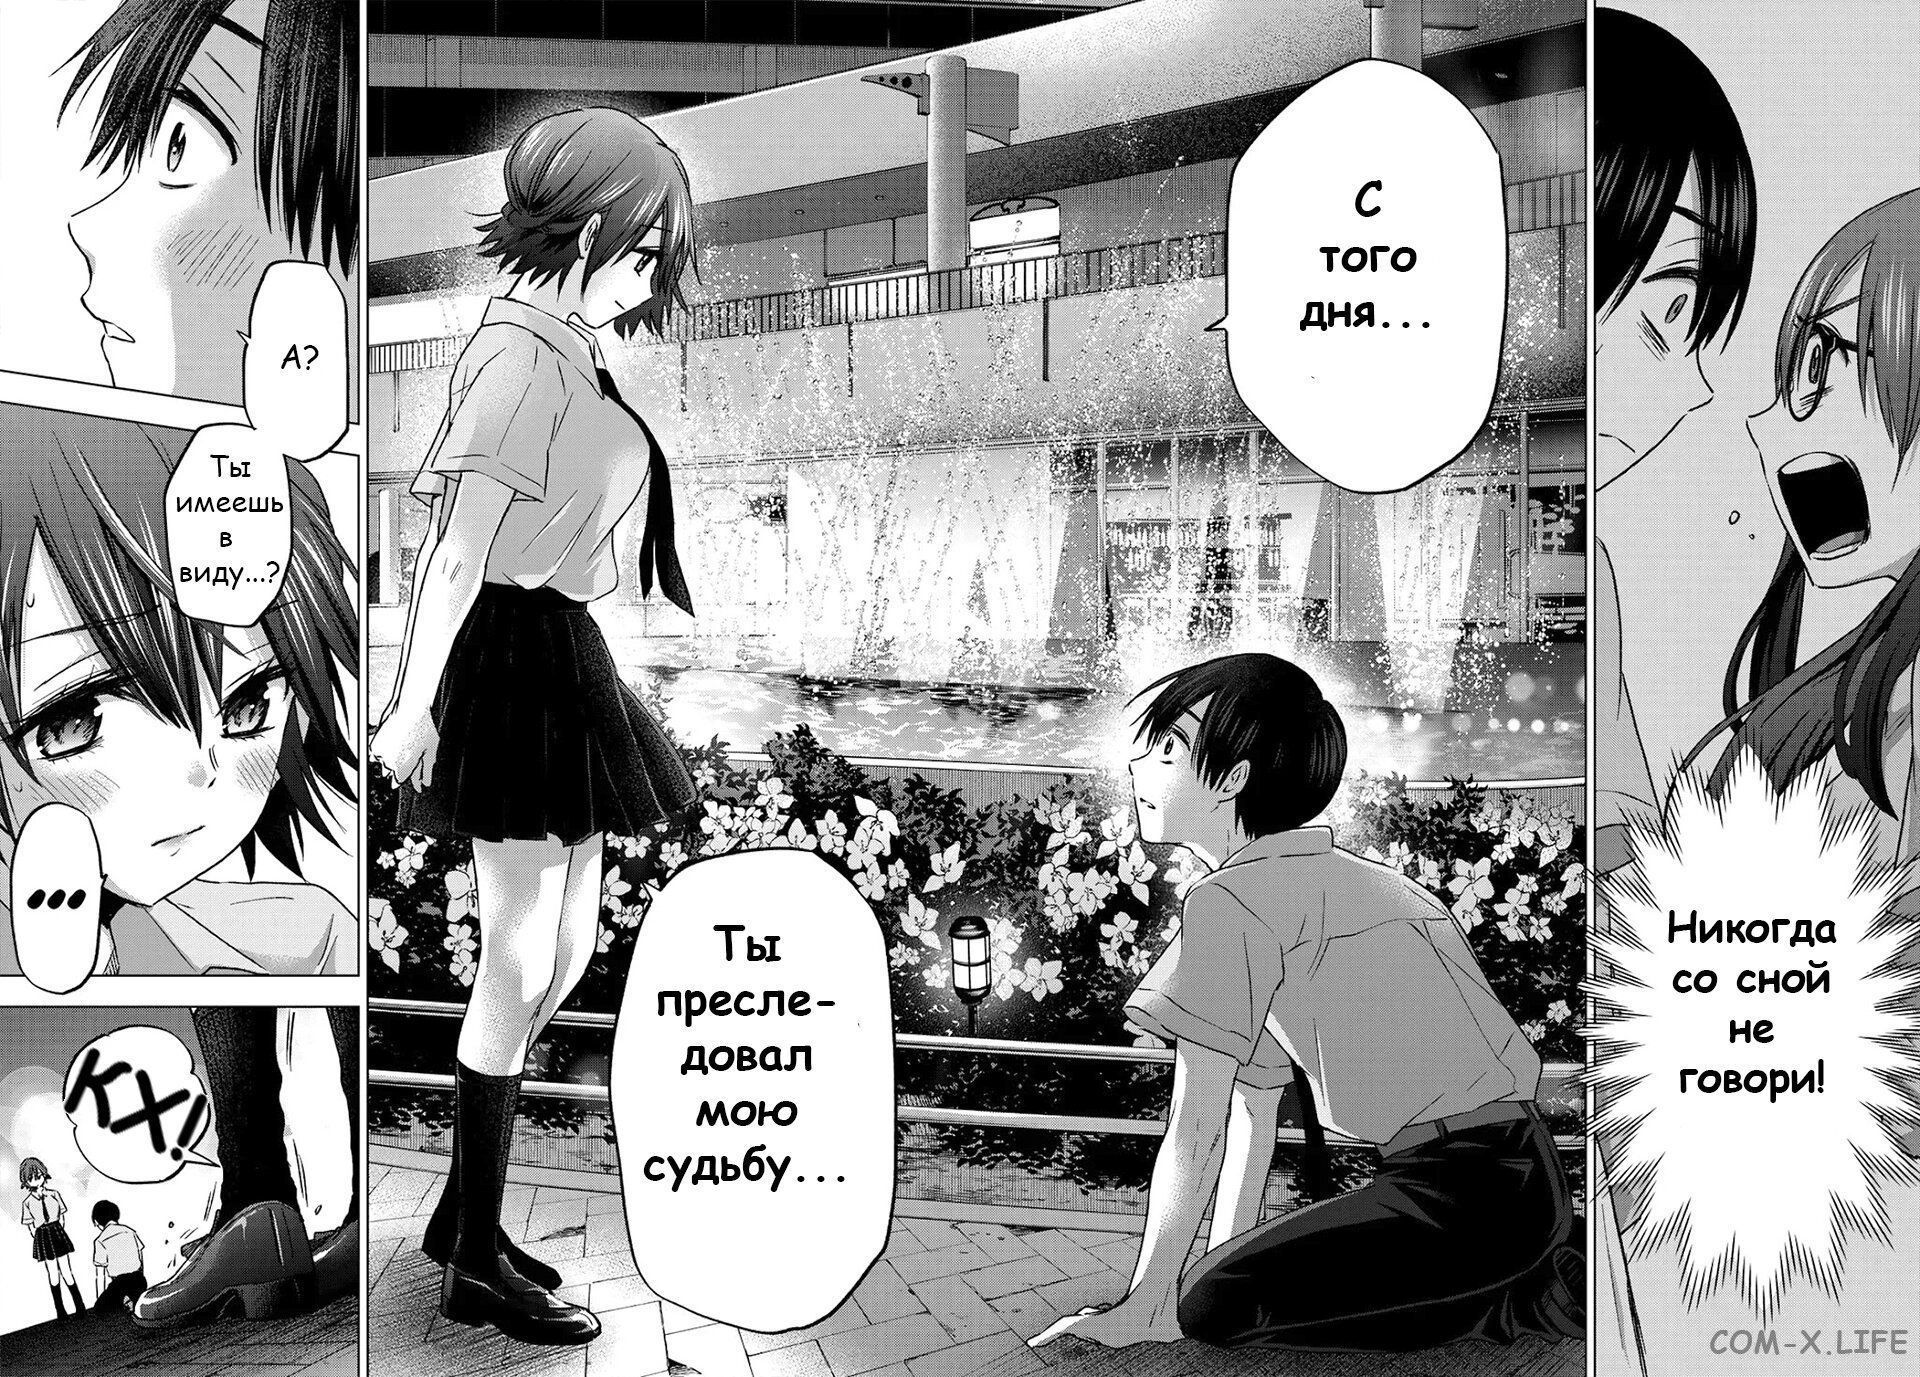 Никогда
со сной
не
говори!
С
того
дня...
Ты
пресле-
довал
мою
судьбу...
А?
Ты
имеешь
в
виду...?
...
КХ!
COM-X.LIFE